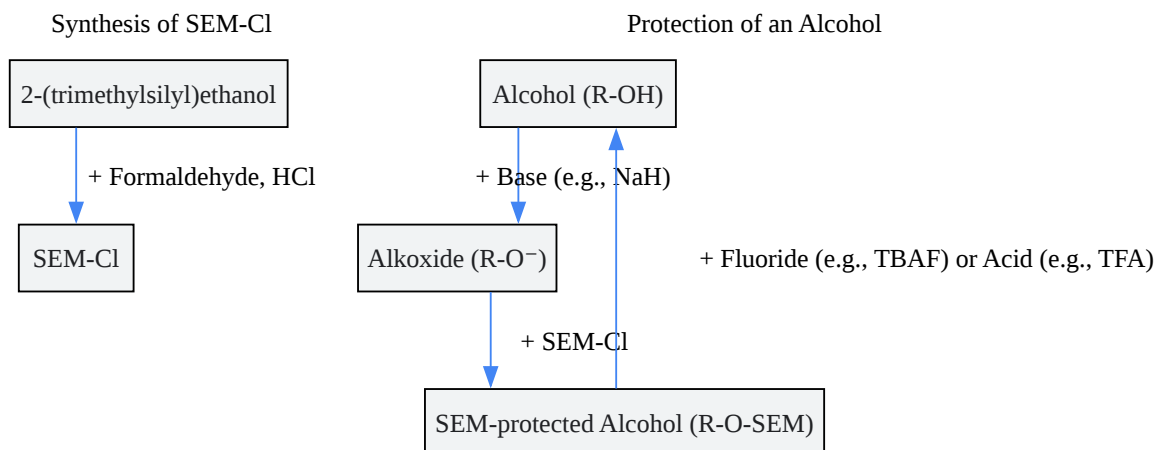 Synthesis of SEM-Cl
2-(trimethylsilyl)ethanol
+ Formaldehyde, HCl
SEM-Cl
Protection of an Alcohol
Alcohol (R-OH)
+ Base (e.g., NaH)
Alkoxide (R-O⁻)
+ Fluoride (e.g., TBAF) or Acid (e.g., TFA)
+ SEM-Cl
SEM-protected Alcohol (R-O-SEM)